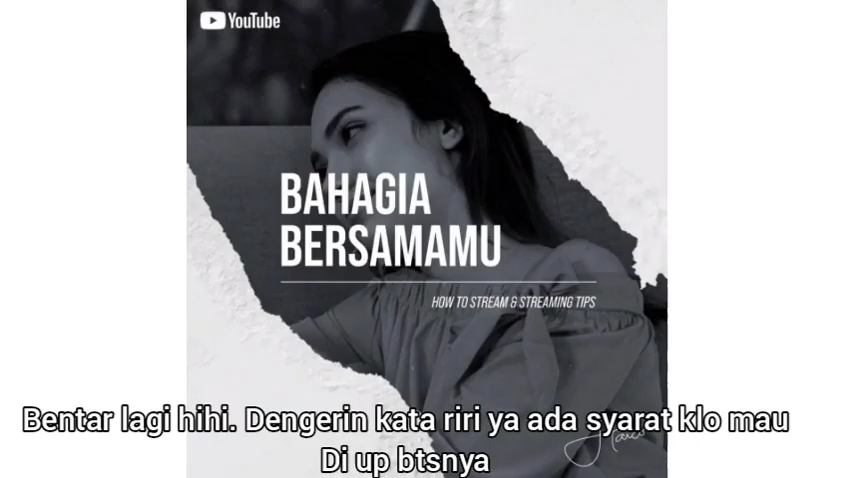 YouTube
BAHAGIA
BERSAMAMU
HOW TO STREAM & STREAMING TIPS
Bentar lagi hihi. Dengerin kata riri ya ada syarat klo mau
Di up btsnya